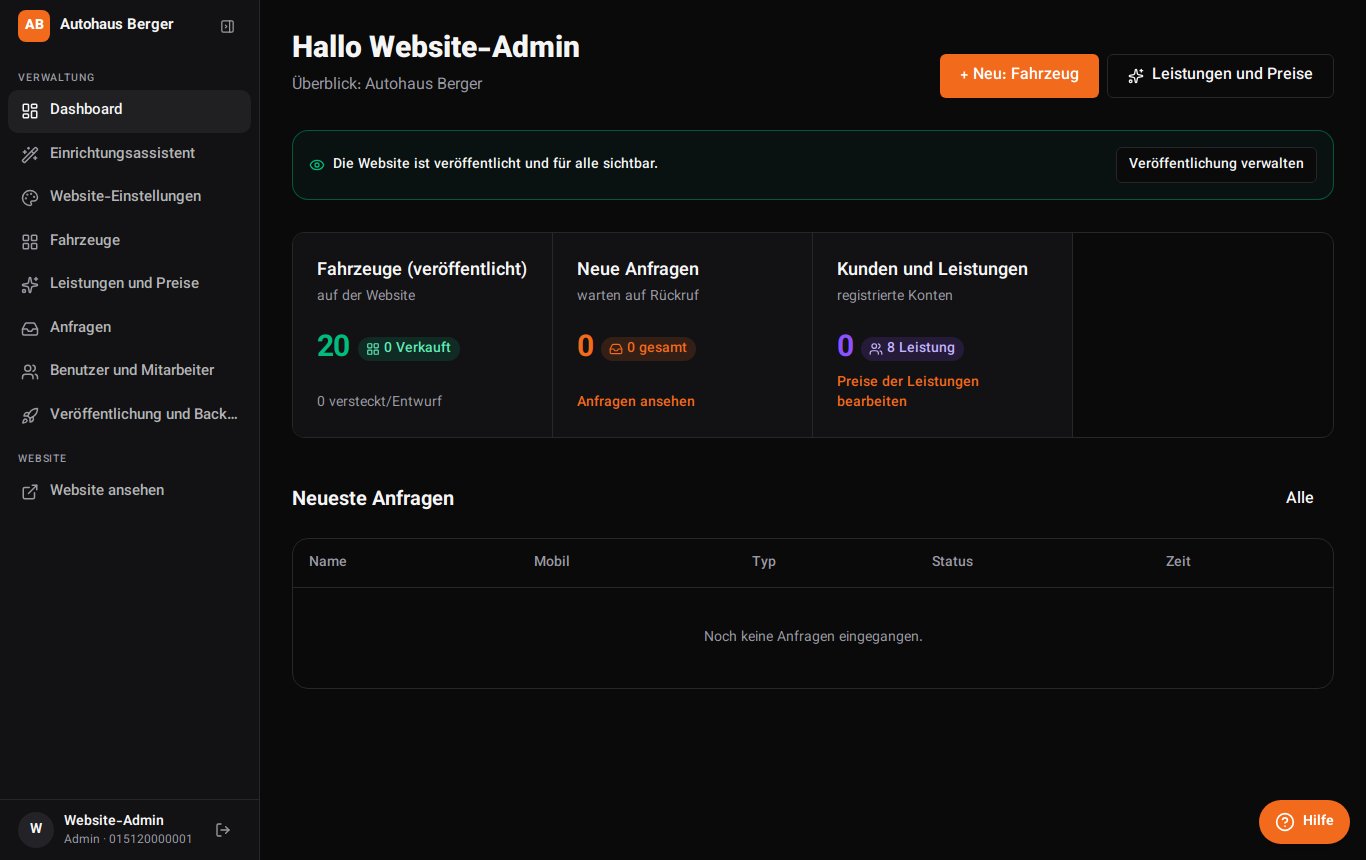 AB
Autohaus Berger
VERWALTUNG
Dashboard
Einrichtungsassistent
Website-Einstellungen
Fahrzeuge
Leistungen und Preise
Anfragen
Benutzer und Mitarbeiter
Veröffentlichung und Back...
WEBSITE
Website ansehen
W
Website-Admin
Admin · 015120000001
Hallo Website-Admin
Überblick: Autohaus Berger
+ Neu: Fahrzeug
Leistungen und Preise
Die Website ist veröffentlicht und für alle sichtbar.
Veröffentlichung verwalten
Fahrzeuge (veröffentlicht)
auf der Website
20
0 Verkauft
0 versteckt/Entwurf
Neue Anfragen
warten auf Rückruf
0
0 gesamt
Anfragen ansehen
Kunden und Leistungen
registrierte Konten
0
8 Leistung
Preise der Leistungen
bearbeiten
Neueste Anfragen
Alle
Name Mobil Typ Status Zeit
Noch keine Anfragen eingegangen.
Hilfe